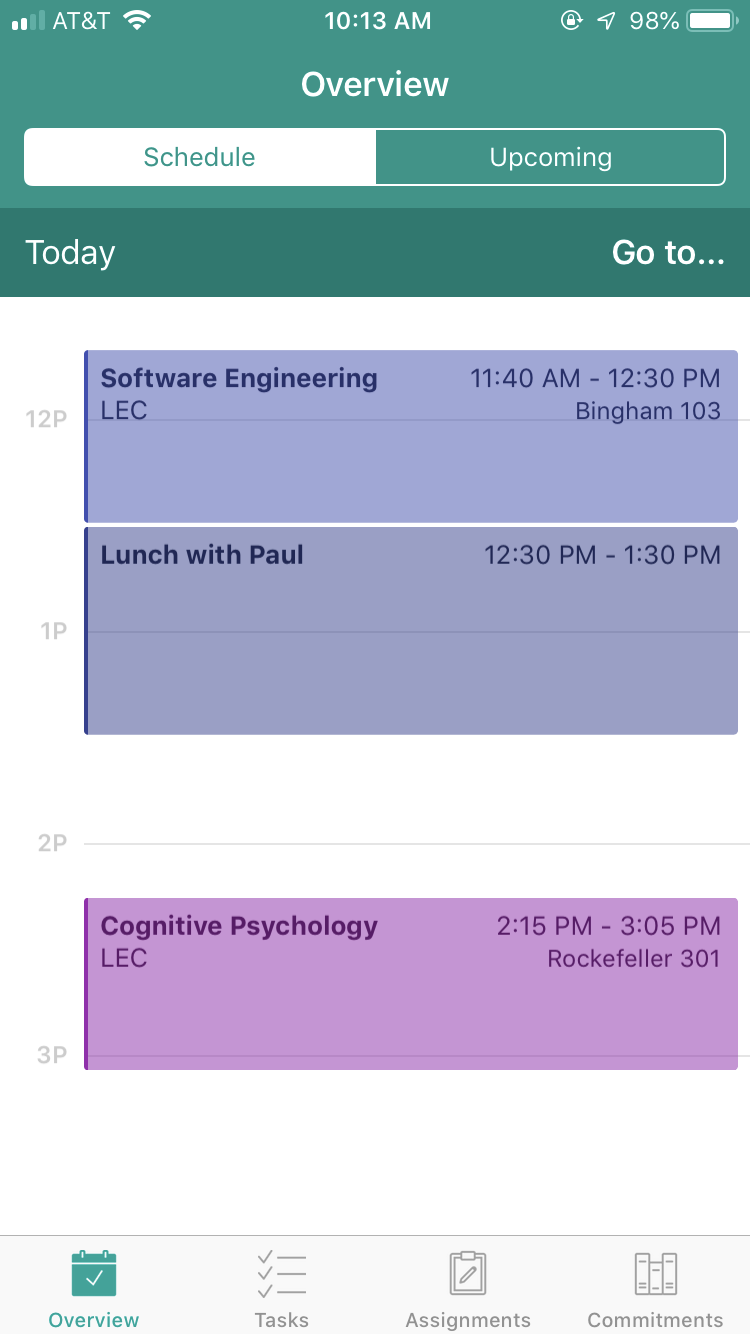 AT&T 10:13 AM 98%
Overview
Schedule Upcoming
Today Go to...
Software Engineering 11:40 AM - 12:30 PM
LEC Bingham 103
12P
Lunch with Paul 12:30 PM - 1:30 PM
1P
2P
Cognitive Psychology 2:15 PM - 3:05 PM
LEC Rockefeller 301
3P
Overview Tasks Assignments Commitments